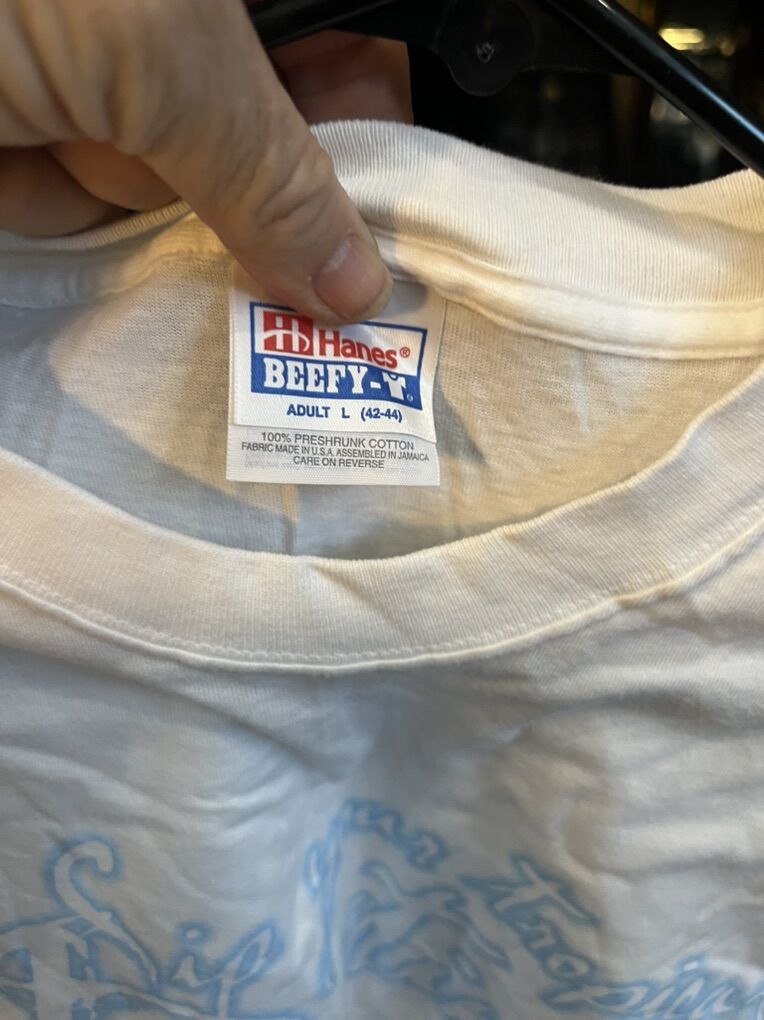 Hanes®
BEEFY-T®
ADULT L (42-44)
100% PRESHRUNK COTTON
FABRIC MADE IN U.S.A. ASSEMBLED IN JAMAICA
CARE ON REVERSE